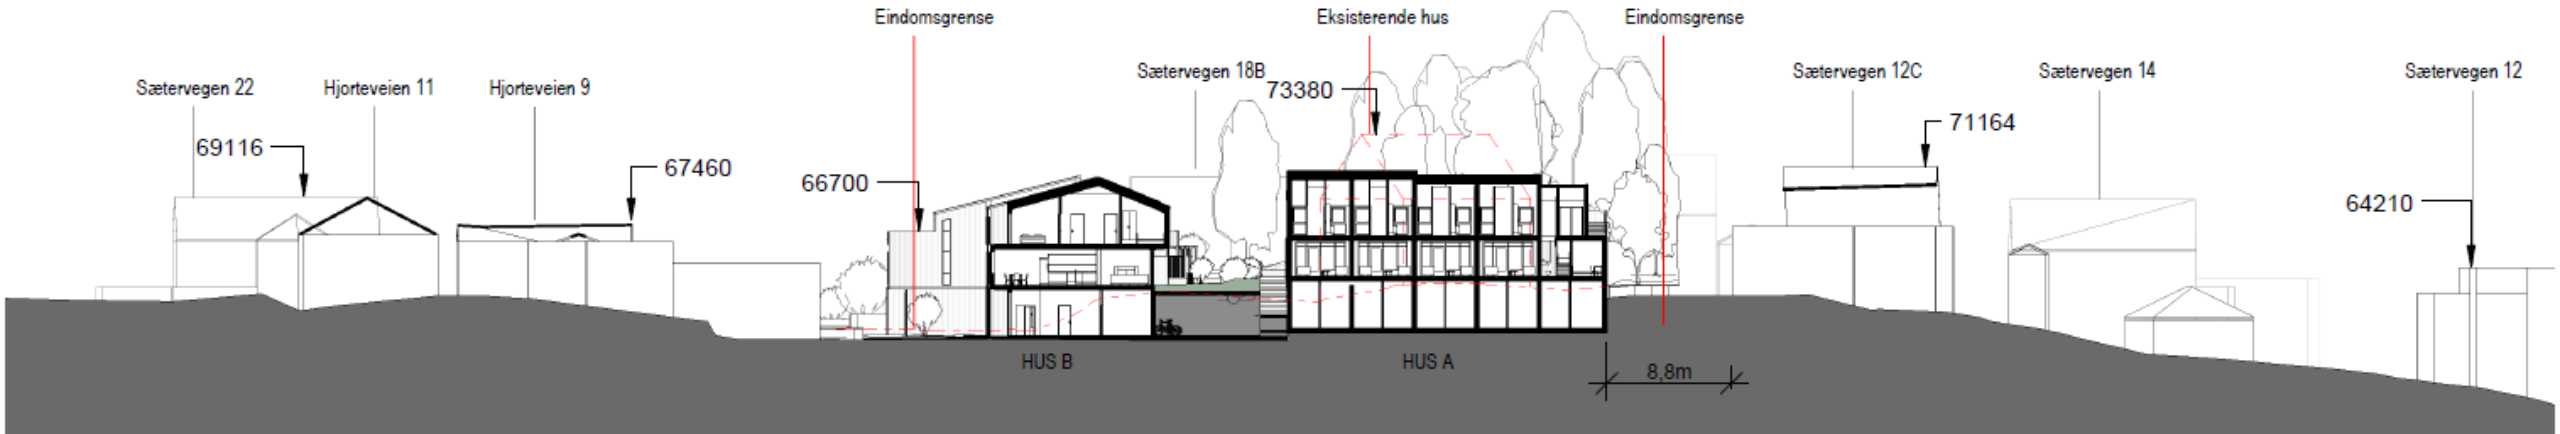 Eindomsgrense
Eksisterende hus
Eindomsgrense
Sætervegen 22
Hjorteveien 11
Hjorteveien 9
Sætervegen 18B
Sætervegen 12C
Sætervegen 14
Sætervegen 12
73380
71164
69116
67460
66700
64210
HUS B
HUS A
8,8m